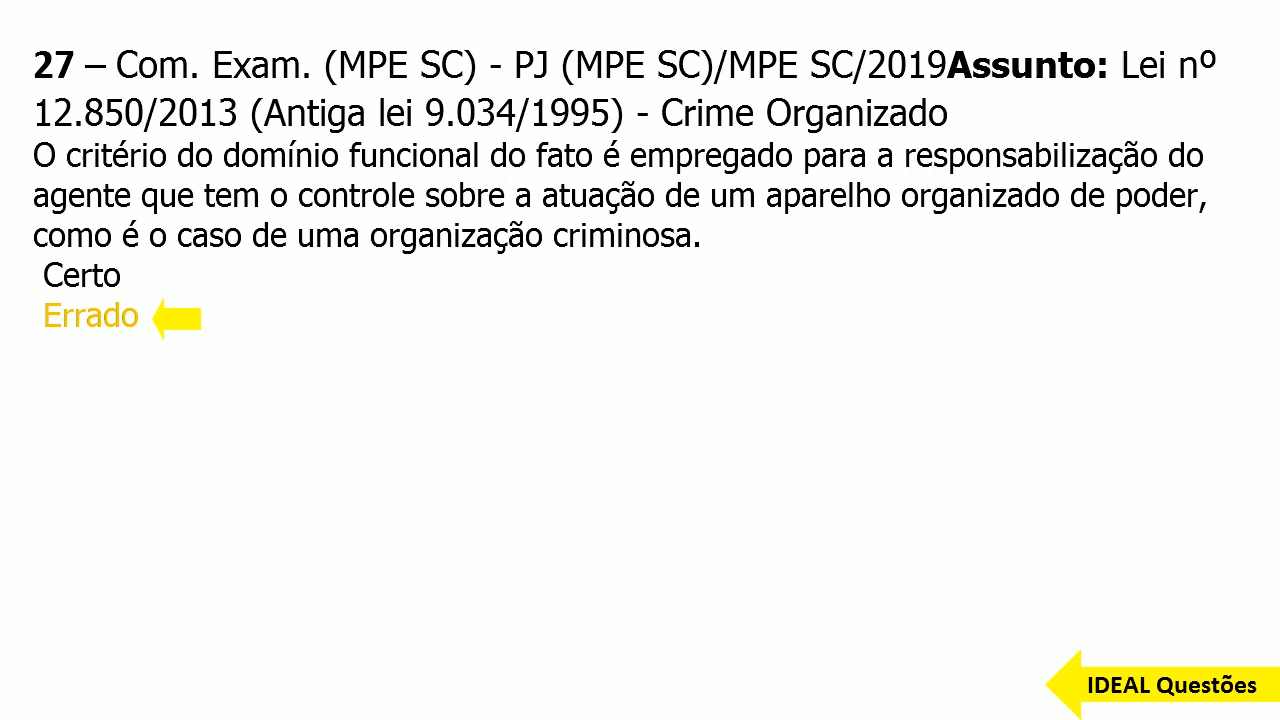 27 – Com. Exam. (MPE SC) - PJ (MPE SC)/MPE SC/2019Assunto: Lei nº
12.850/2013 (Antiga lei 9.034/1995) - Crime Organizado
O critério do domínio funcional do fato é empregado para a responsabilização do
agente que tem o controle sobre a atuação de um aparelho organizado de poder,
como é o caso de uma organização criminosa.
Certo
Errado
IDEAL Questões